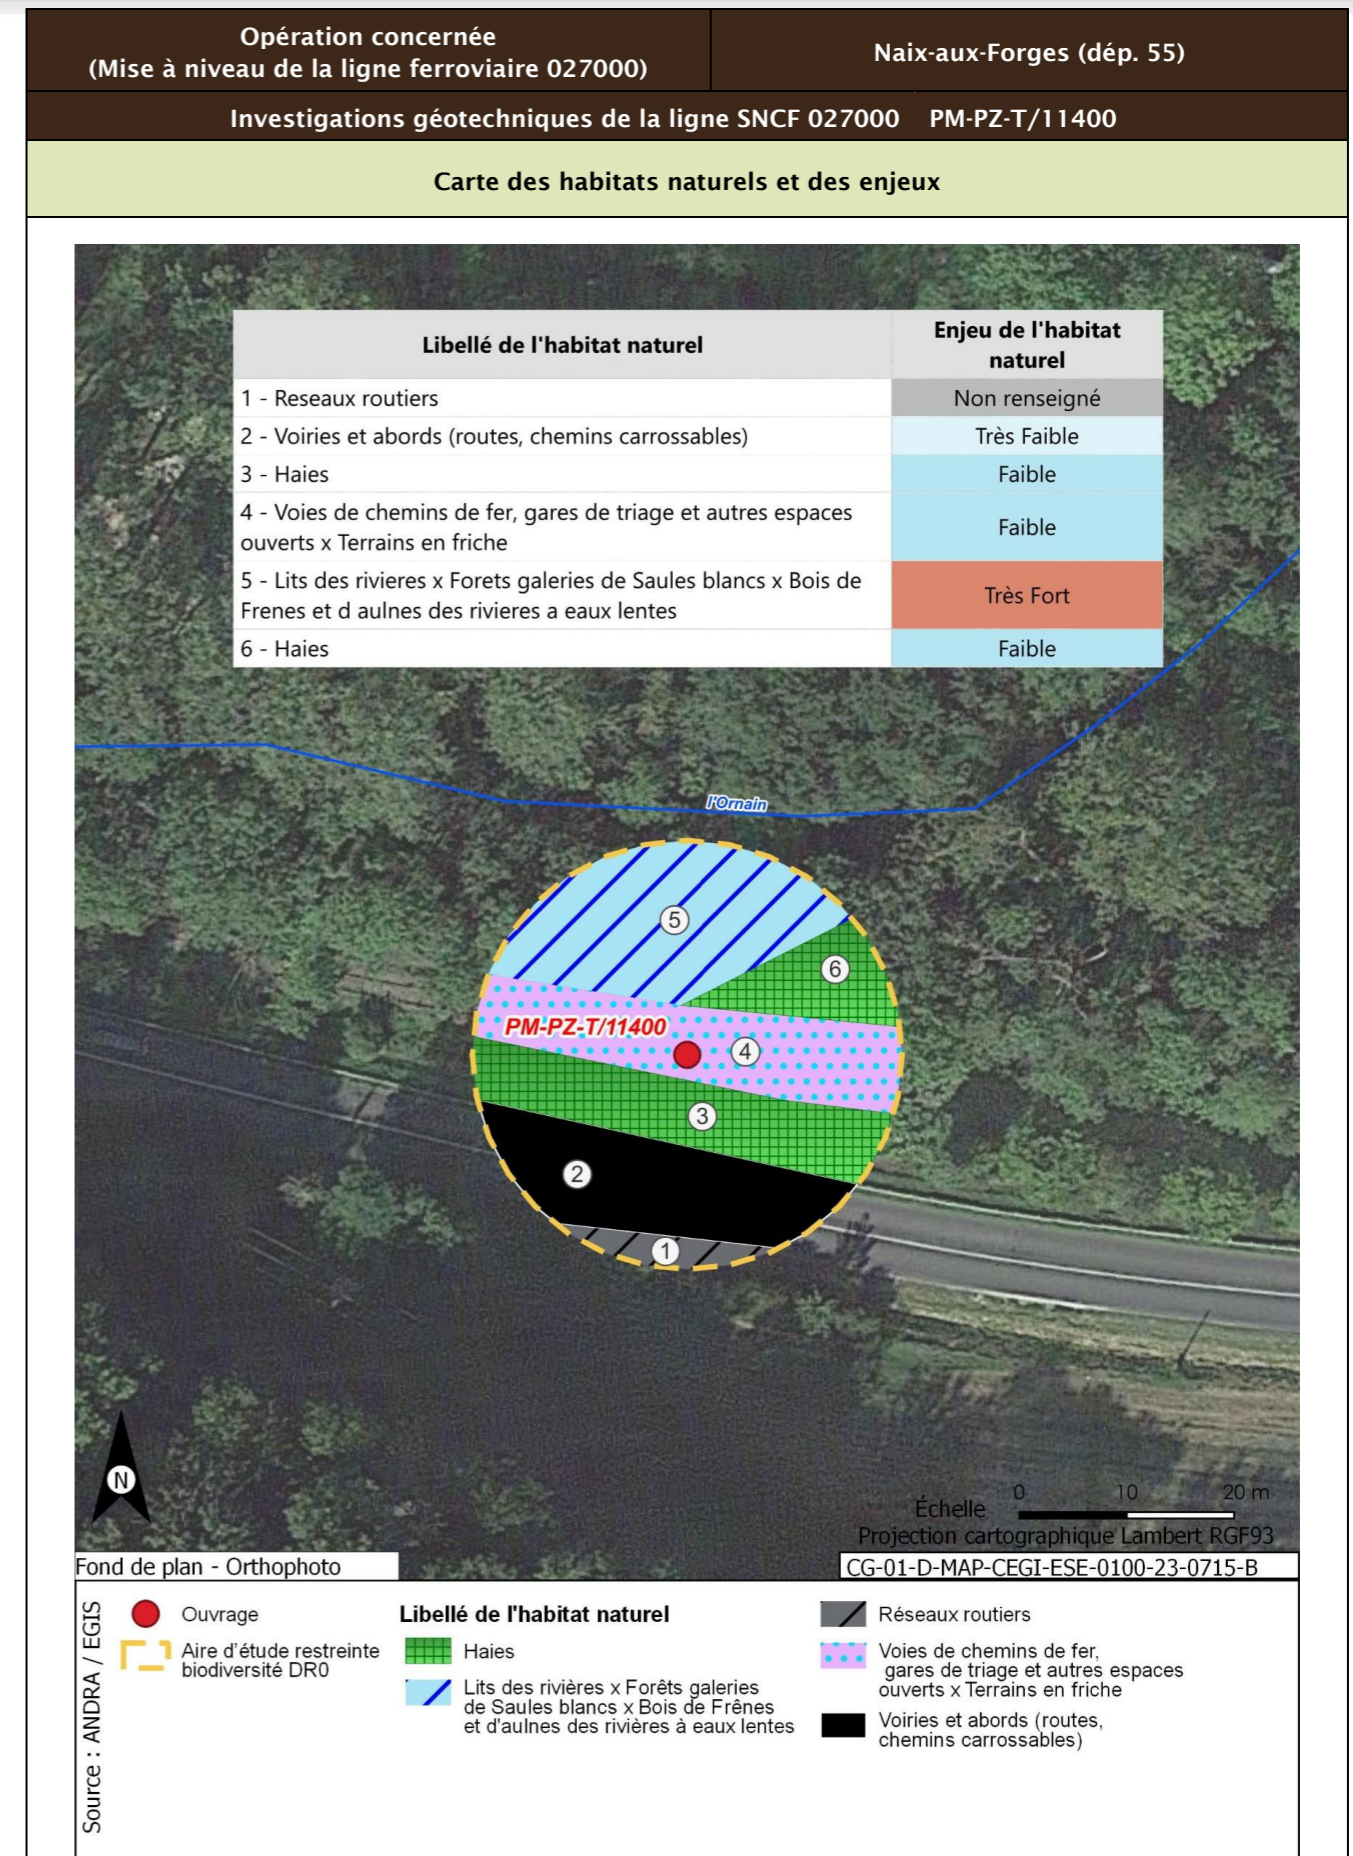 Opération concernée
(Mise à niveau de la ligne ferroviaire 027000)
Naix-aux-Forges (dép. 55)
Investigations géotechniques de la ligne SNCF 027000 PM-PZ-T/11400
Carte des habitats naturels et des enjeux
Libellé de l'habitat naturel
Enjeu de l'habitat
naturel
1 - Reseaux routiers
Non renseigné
2 - Voiries et abords (routes, chemins carrossables)
Très Faible
3 - Haies
Faible
4 - Voies de chemins de fer, gares de triage et autres espaces
ouverts x Terrains en friche
Faible
5 - Lits des rivieres x Forets galeries de Saules blancs x Bois de
Frenes et d aulnes des rivieres a eaux lentes
Très Fort
6 - Haies
Faible
l'Ornain
5
6
PM-PZ-T/11400
4
3
2
1
N
0 10 20 m
Échelle
Projection cartographique Lambert RGF93
Fond de plan - Orthophoto
CG-01-D-MAP-CEGI-ESE-0100-23-0715-B
Source : ANDRA / EGIS
Ouvrage
Aire d'étude restreinte
biodiversité DR0
Libellé de l'habitat naturel
Haies
Lits des rivières x Forêts galeries
de Saules blancs x Bois de Frênes
et d'aulnes des rivières à eaux lentes
Réseaux routiers
Voies de chemins de fer,
gares de triage et autres espaces
ouverts x Terrains en friche
Voiries et abords (routes,
chemins carrossables)